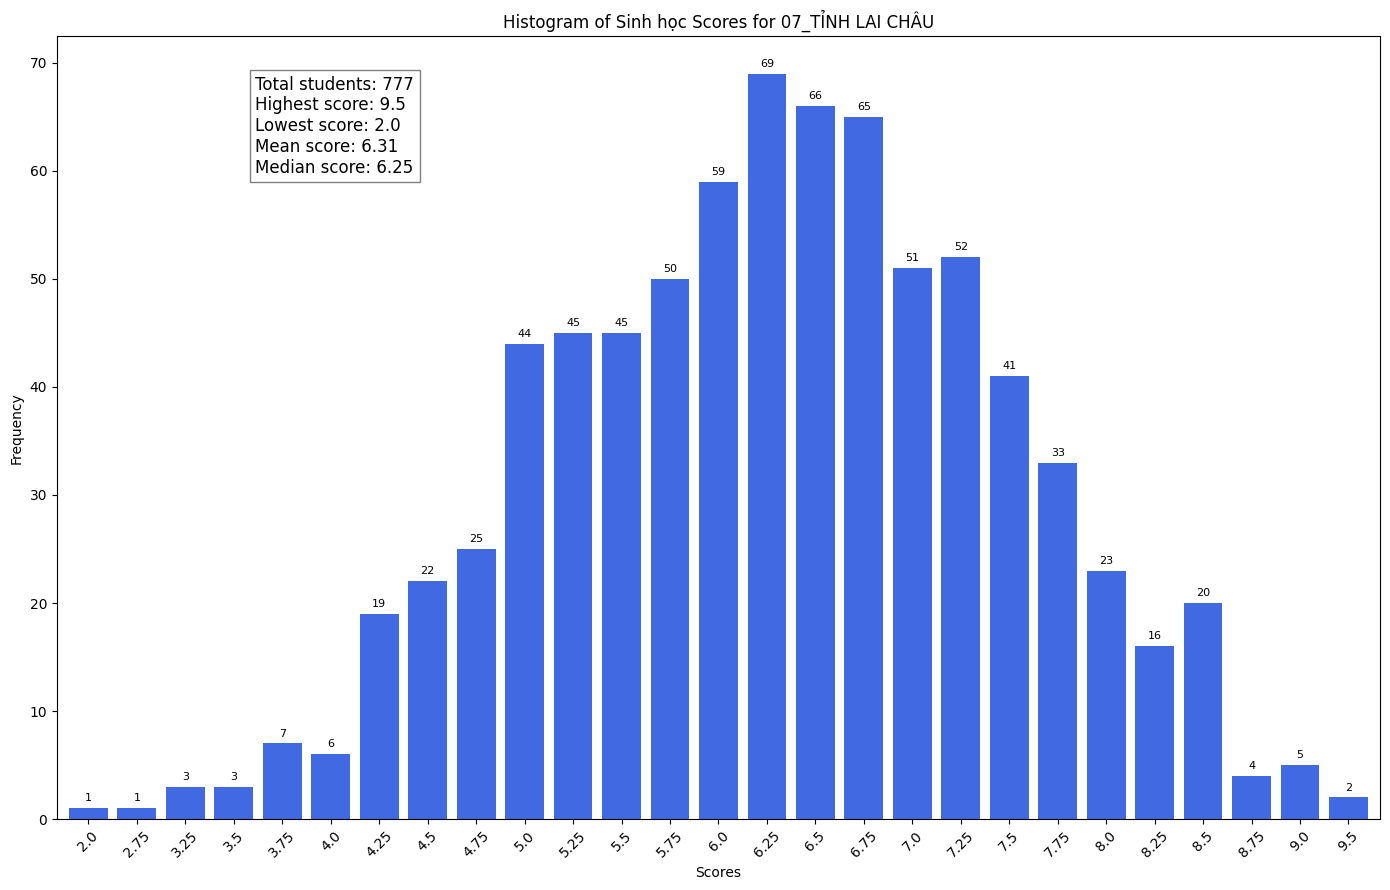 Histogram of Sinh học Scores for 07_TỈNH LAI CHÂU
Total students: 777
Highest score: 9.5
Lowest score: 2.0
Mean score: 6.31
Median score: 6.25
Frequency
70
60
50
40
30
20
10
0
1 1 3 3 7 6 19 22 25 44 45 45 50 59 69 66 65 51 52 41 33 23 16 20 4 5 2
2.0 2.75 3.25 3.5 3.75 4.0 4.25 4.5 4.75 5.0 5.25 5.5 5.75 6.0 6.25 6.5 6.75 7.0 7.25 7.5 7.75 8.0 8.25 8.5 8.75 9.0 9.5
Scores